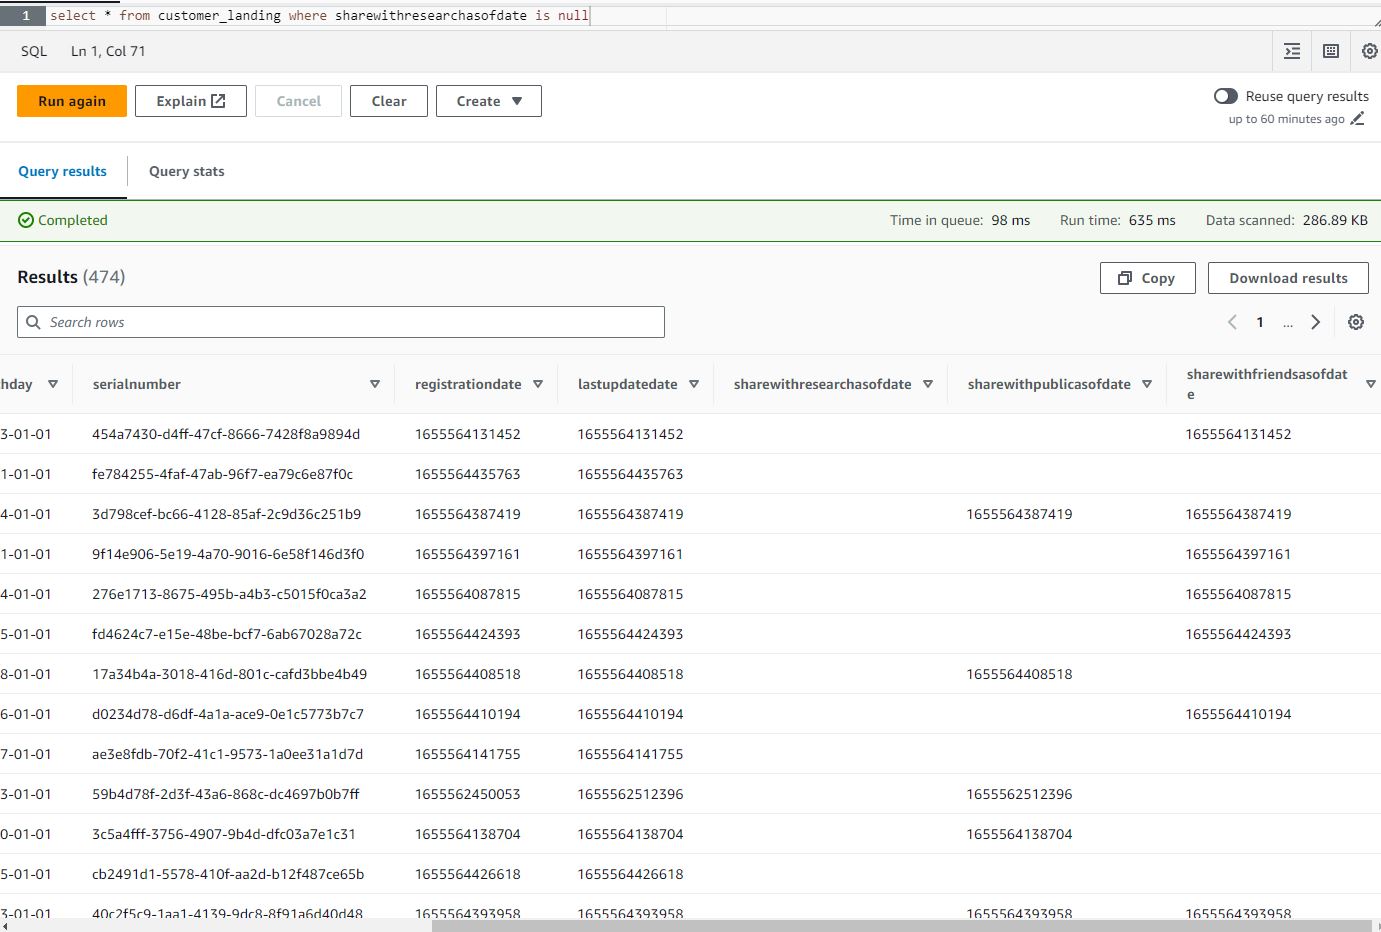 1 select * from customer_landing where sharewithresearchasofdate is null
SQL Ln 1, Col 71
Run again Explain Cancel Clear Create
Reuse query results
up to 60 minutes ago
Query results Query stats
Completed Time in queue: 98 ms Run time: 635 ms Data scanned: 286.89 KB
Results (474) Copy Download results
Search rows 1 ...
hday serialnumber registrationdate lastupdatedate sharewithresearchasofdate sharewithpublicasofdate sharewithfriendsasofdat
e
3-01-01 454a7430-d4ff-47cf-8666-7428f8a9894d 1655564131452 1655564131452 1655564131452
1-01-01 fe784255-4faf-47ab-96f7-ea79c6e87f0c 1655564435763 1655564435763
4-01-01 3d798cef-bc66-4128-85af-2c9d36c251b9 1655564387419 1655564387419 1655564387419 1655564387419
1-01-01 9f14e906-5e19-4a70-9016-6e58f146d3f0 1655564397161 1655564397161 1655564397161
4-01-01 276e1713-8675-495b-a4b3-c5015f0ca3a2 1655564087815 1655564087815 1655564087815
5-01-01 fd4624c7-e15e-48be-bcf7-6ab67028a72c 1655564424393 1655564424393 1655564424393
8-01-01 17a34b4a-3018-416d-801c-cafd3bbe4b49 1655564408518 1655564408518 1655564408518
6-01-01 d0234d78-d6df-4a1a-ace9-0e1c5773b7c7 1655564410194 1655564410194 1655564410194
7-01-01 ae3e8fdb-70f2-41c1-9573-1a0ee31a1d7d 1655564141755 1655564141755
3-01-01 59b4d78f-2d3f-43a6-868c-dc4697b0b7ff 1655562450053 1655562512396 1655562512396
0-01-01 3c5a4fff-3756-4907-9b4d-dfc03a7e1c31 1655564138704 1655564138704 1655564138704
5-01-01 cb2491d1-5578-410f-aa2d-b12f487ce65b 1655564426618 1655564426618
3-01-01 40c2f5c9-1aa1-4139-9dc8-8f91a6d40d48 1655564393958 1655564393958 1655564393958 1655564393958